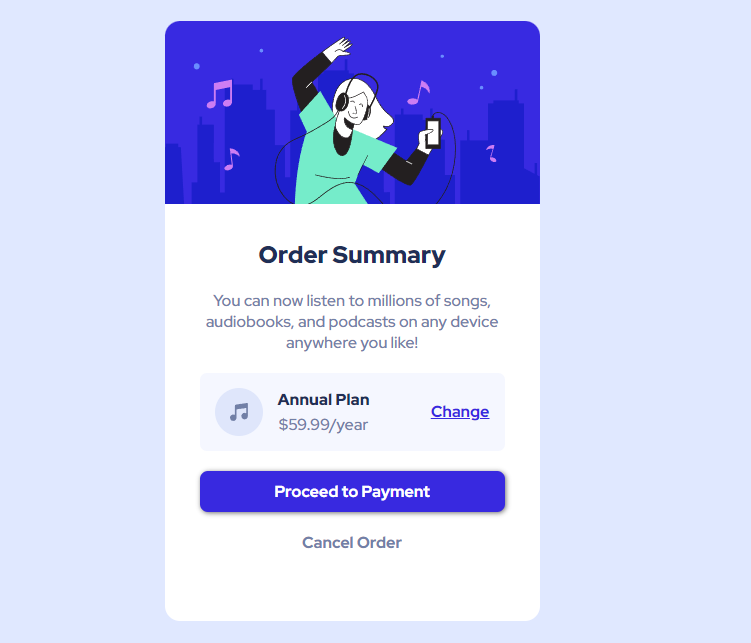 Order Summary
You can now listen to millions of songs,
audiobooks, and podcasts on any device
anywhere you like!
Annual Plan
$59.99/year
Change
Proceed to Payment
Cancel Order